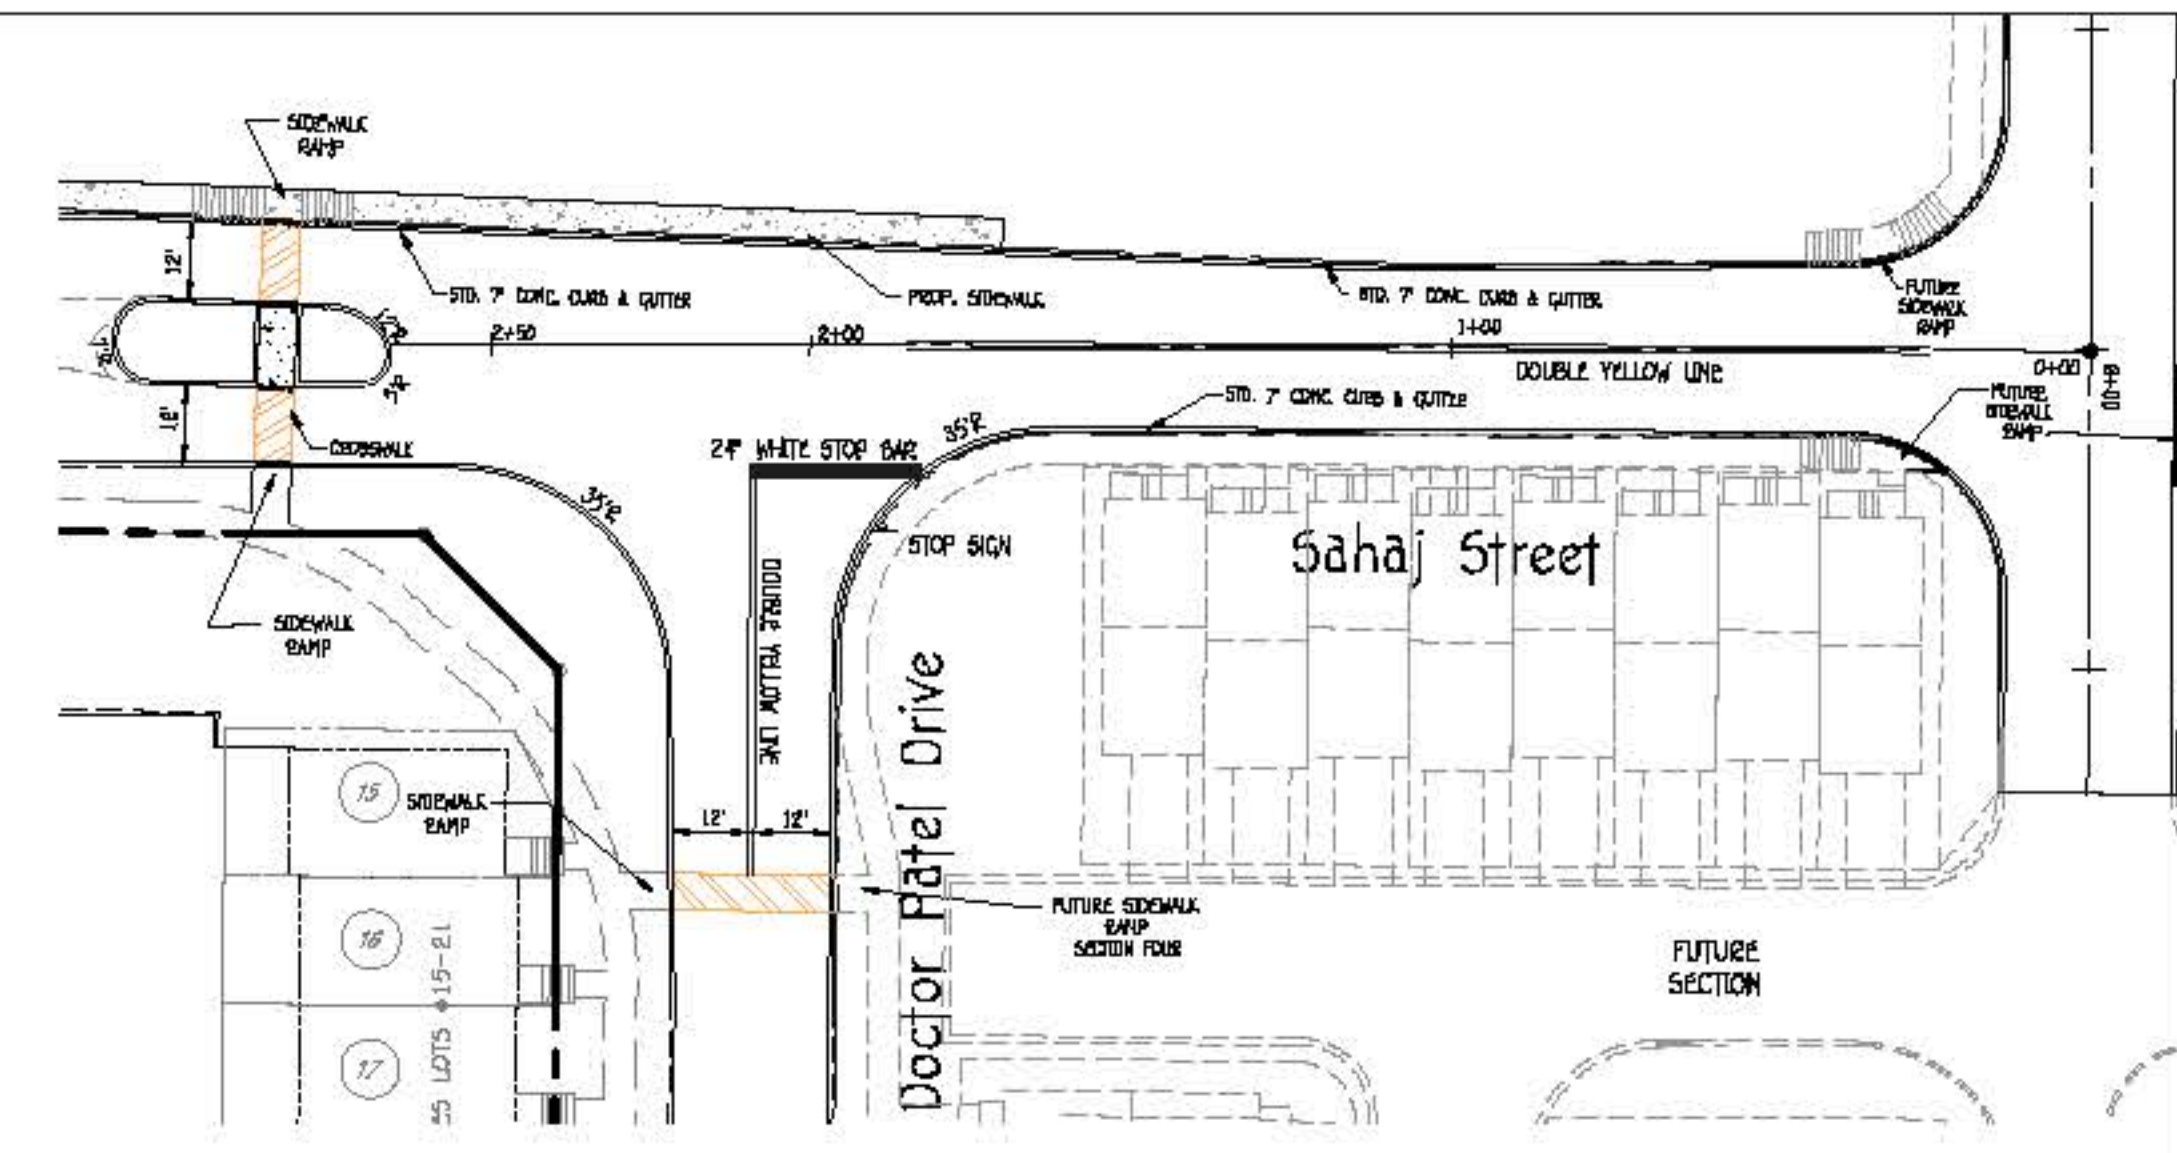 SIDEWALK
RAMP
12'
STD. 7" CONC. CURB & GUTTER
PROP. SIDEWALK
STD. 7" CONC. CURB & GUTTER
FUTURE
SIDEWALK
RAMP
2+50
2+00
1+00
0+00
DOUBLE YELLOW LINE
STD. 7" CONC. CURB & GUTTER
FUTURE
SIDEWALK
RAMP
CROSSWALK
35'R
24" WHITE STOP BAR
35'R
STOP SIGN
Sahaj Street
DOUBLE YELLOW LINE
SIDEWALK
RAMP
Doctor Patel Drive
15
SIDEWALK
RAMP
12'
12'
FUTURE SIDEWALK
RAMP
SECTION FOUR
16
LOTS
15-21
FUTURE
SECTION
17